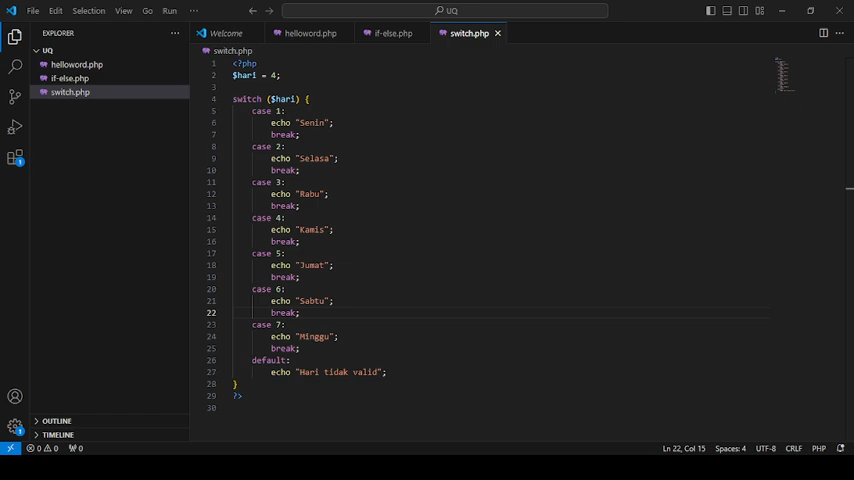 File Edit Selection View Go Run ... UQ
EXPLORER ... Welcome helloword.php if-else.php switch.php
UQ
helloword.php
if-else.php
switch.php
OUTLINE
TIMELINE
switch.php
1 <?php
2 $hari = 4;
3
4 switch ($hari) {
5 case 1:
6 echo "Senin";
7 break;
8 case 2:
9 echo "Selasa";
10 break;
11 case 3:
12 echo "Rabu";
13 break;
14 case 4:
15 echo "Kamis";
16 break;
17 case 5:
18 echo "Jumat";
19 break;
20 case 6:
21 echo "Sabtu";
22 break;
23 case 7:
24 echo "Minggu";
25 break;
26 default:
27 echo "Hari tidak valid";
28 }
29 ?>
30
1
1
0 0 0 Ln 22, Col 15 Spaces: 4 UTF-8 CRLF PHP